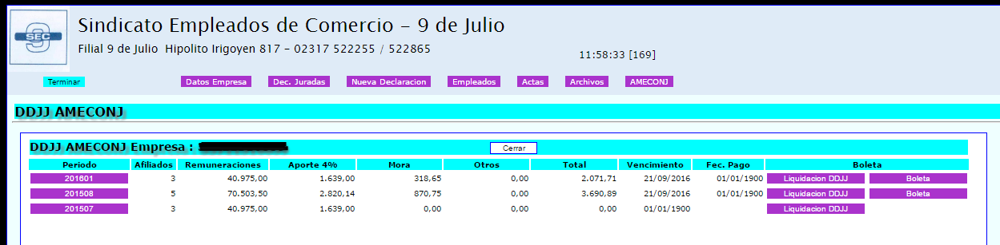 SEC
Sindicato Empleados de Comercio - 9 de Julio
Filial 9 de Julio Hipolito Irigoyen 817 - 02317 522255 / 522865
11:58:33 [169]
Terminar Datos Empresa Dec. Juradas Nueva Declaracion Empleados Actas Archivos AMECONJ
DDJJ AMECONJ
DDJJ AMECONJ Empresa : Cerrar
Periodo Afiliados Remuneraciones Aporte 4% Mora Otros Total Vencimiento Fec. Pago Boleta
201601 3 40.975,00 1.639,00 318,65 0,00 2.071,71 21/09/2016 01/01/1900 Liquidacion DDJJ Boleta
201508 5 70.503,50 2.820,14 870,75 0,00 3.690,89 21/09/2016 01/01/1900 Liquidacion DDJJ Boleta
201507 3 40.975,00 1.639,00 0,00 0,00 0,00 01/01/1900 Liquidacion DDJJ